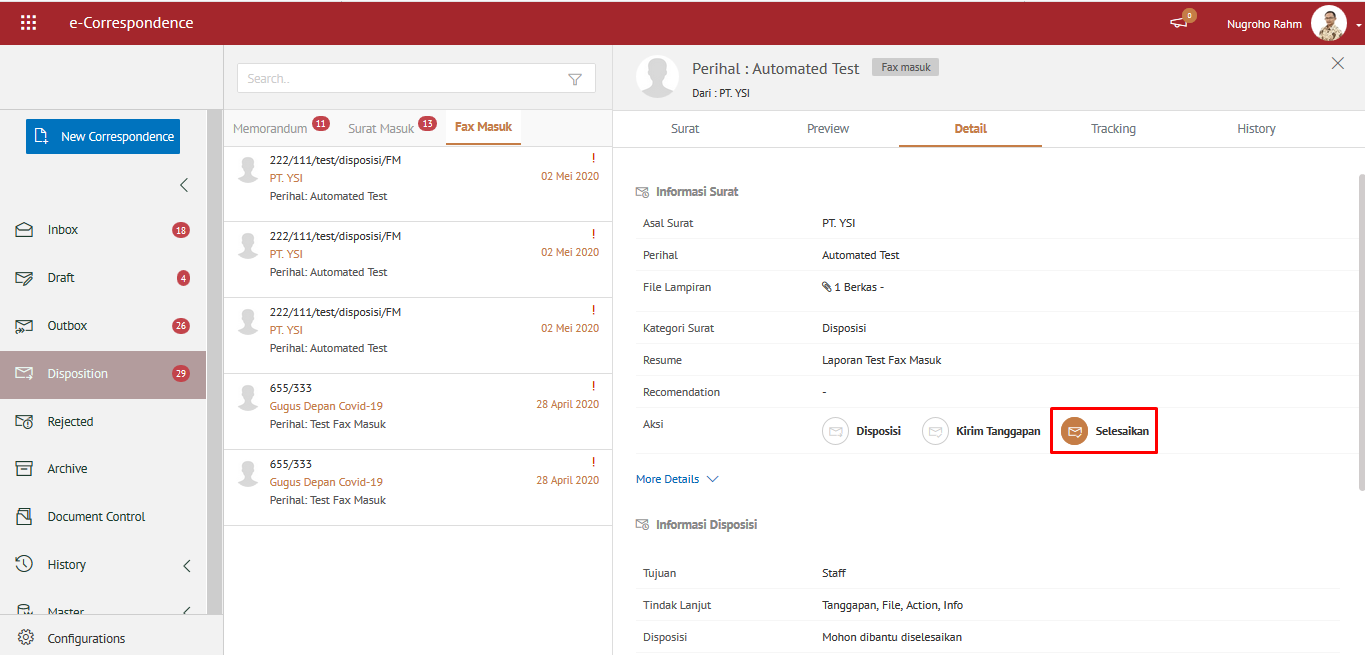 e-Correspondence
0
Nugroho Rahm
New Correspondence
Inbox 18
Draft 4
Outbox 26
Disposition 29
Rejected
Archive
Document Control
History
Master
Configurations
Search..
Memorandum 11 Surat Masuk 13 Fax Masuk
222/111/test/disposisi/FM !
PT. YSI 02 Mei 2020
Perihal: Automated Test
222/111/test/disposisi/FM !
PT. YSI 02 Mei 2020
Perihal: Automated Test
222/111/test/disposisi/FM !
PT. YSI 02 Mei 2020
Perihal: Automated Test
655/333 !
Gugus Depan Covid-19 28 April 2020
Perihal: Test Fax Masuk
655/333 !
Gugus Depan Covid-19 28 April 2020
Perihal: Test Fax Masuk
Perihal : Automated Test Fax masuk
Dari : PT. YSI
Surat Preview Detail Tracking History
Informasi Surat
Asal Surat PT. YSI
Perihal Automated Test
File Lampiran 1 Berkas -
Kategori Surat Disposisi
Resume Laporan Test Fax Masuk
Recomendation -
Aksi Disposisi Kirim Tanggapan Selesaikan
More Details
Informasi Disposisi
Tujuan Staff
Tindak Lanjut Tanggapan, File, Action, Info
Disposisi Mohon dibantu diselesaikan